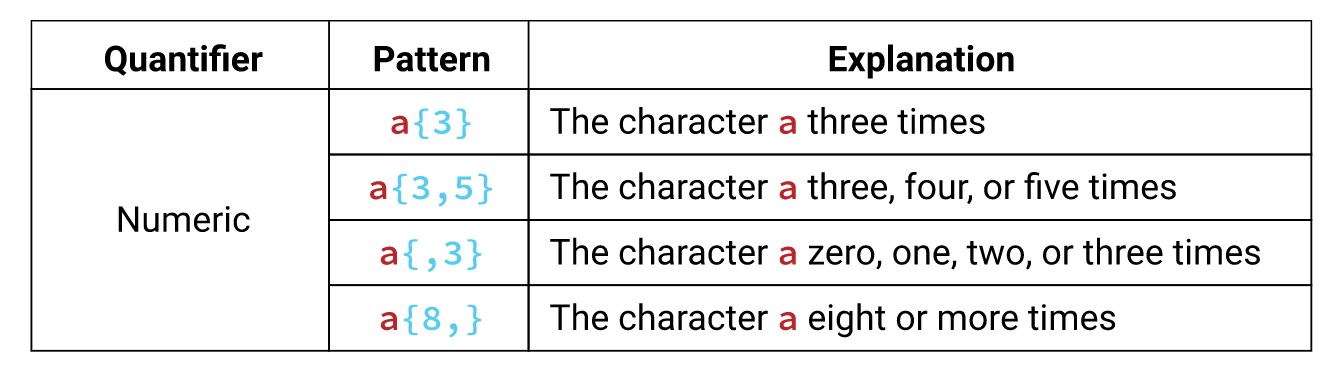 Quantifier Pattern Explanation
Numeric
a{3} The character a three times
a{3,5} The character a three, four, or five times
a{,3} The character a zero, one, two, or three times
a{8,} The character a eight or more times